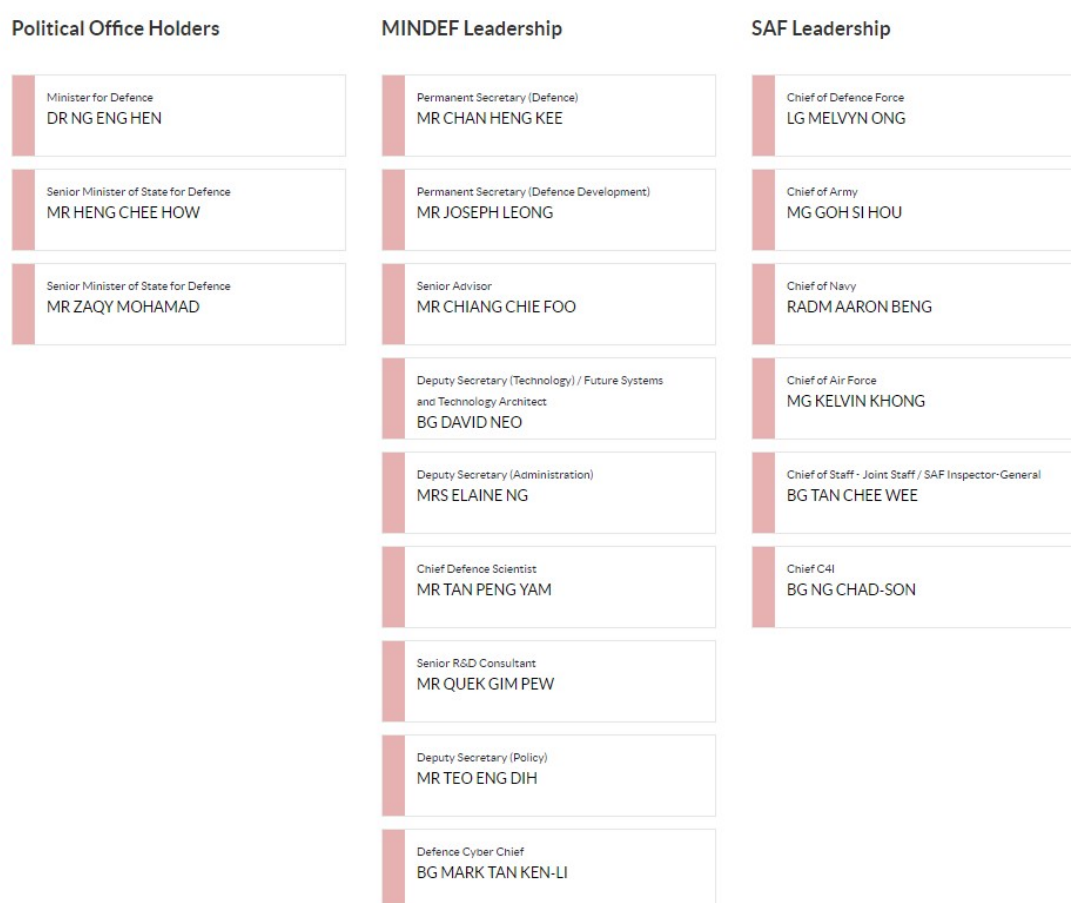 Political Office Holders
Minister for Defence
DR NG ENG HEN
Senior Minister of State for Defence
MR HENG CHEE HOW
Senior Minister of State for Defence
MR ZAQY MOHAMAD
MINDEF Leadership
Permanent Secretary (Defence)
MR CHAN HENG KEE
Permanent Secretary (Defence Development)
MR JOSEPH LEONG
Senior Advisor
MR CHIANG CHIE FOO
Deputy Secretary (Technology) / Future Systems
and Technology Architect
BG DAVID NEO
Deputy Secretary (Administration)
MRS ELAINE NG
Chief Defence Scientist
MR TAN PENG YAM
Senior R&D Consultant
MR QUEK GIM PEW
Deputy Secretary (Policy)
MR TEO ENG DIH
Defence Cyber Chief
BG MARK TAN KEN-LI
SAF Leadership
Chief of Defence Force
LG MELVYN ONG
Chief of Army
MG GOH SI HOU
Chief of Navy
RADM AARON BENG
Chief of Air Force
MG KELVIN KHONG
Chief of Staff - Joint Staff / SAF Inspector-General
BG TAN CHEE WEE
Chief C4I
BG NG CHAD-SON